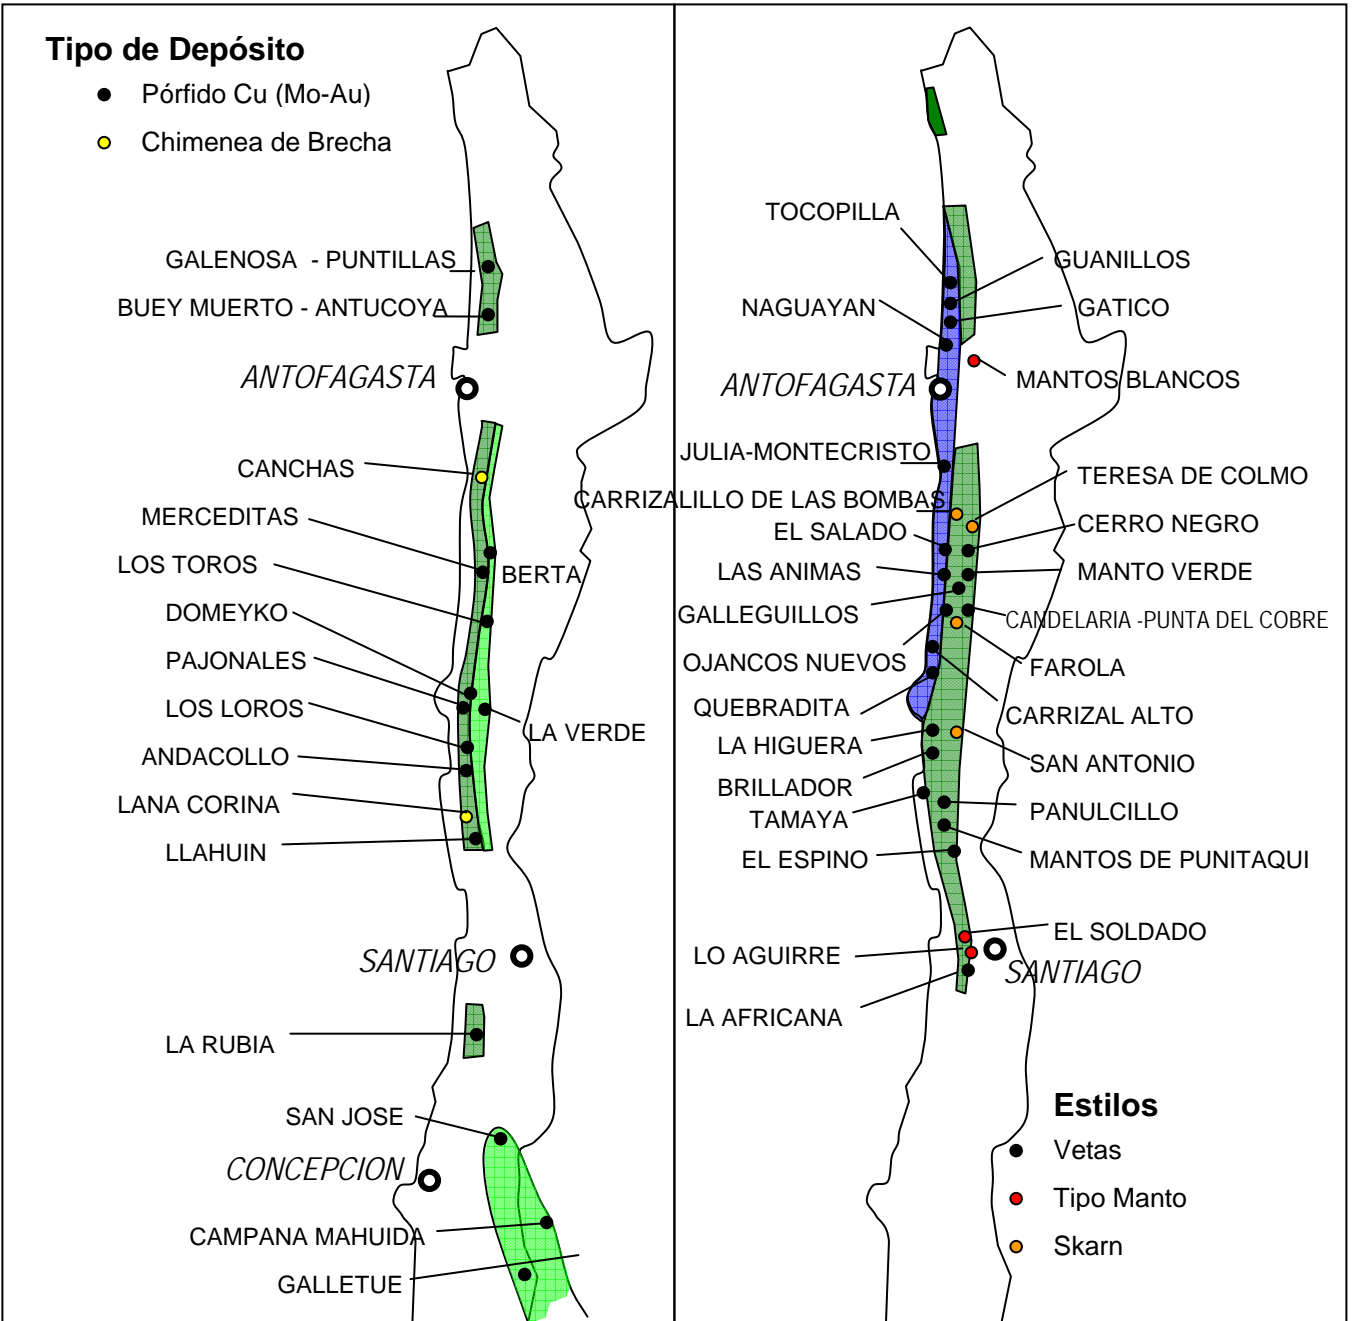 Tipo de Depósito
Pórfido Cu (Mo-Au)
Chimenea de Brecha
GALENOSA - PUNTILLAS
BUEY MUERTO - ANTUCOYA
ANTOFAGASTA
CANCHAS
MERCEDITAS
BERTA
LOS TOROS
DOMEYKO
PAJONALES
LOS LOROS
LA VERDE
ANDACOLLO
LANA CORINA
LLAHUIN
SANTIAGO
LA RUBIA
SAN JOSE
CONCEPCION
CAMPANA MAHUIDA
GALLETUE
TOCOPILLA
GUANILLOS
NAGUAYAN
GATICO
MANTOS BLANCOS
ANTOFAGASTA
JULIA-MONTECRISTO
TERESA DE COLMO
CARRIZALILLO DE LAS BOMBAS
EL SALADO
CERRO NEGRO
LAS ANIMAS
MANTO VERDE
GALLEGUILLOS
CANDELARIA -PUNTA DEL COBRE
OJANCOS NUEVOS
FAROLA
QUEBRADITA
CARRIZAL ALTO
LA HIGUERA
SAN ANTONIO
BRILLADOR
TAMAYA
PANULCILLO
EL ESPINO
MANTOS DE PUNITAQUI
EL SOLDADO
LO AGUIRRE
SANTIAGO
LA AFRICANA
Estilos
Vetas
Tipo Manto
Skarn